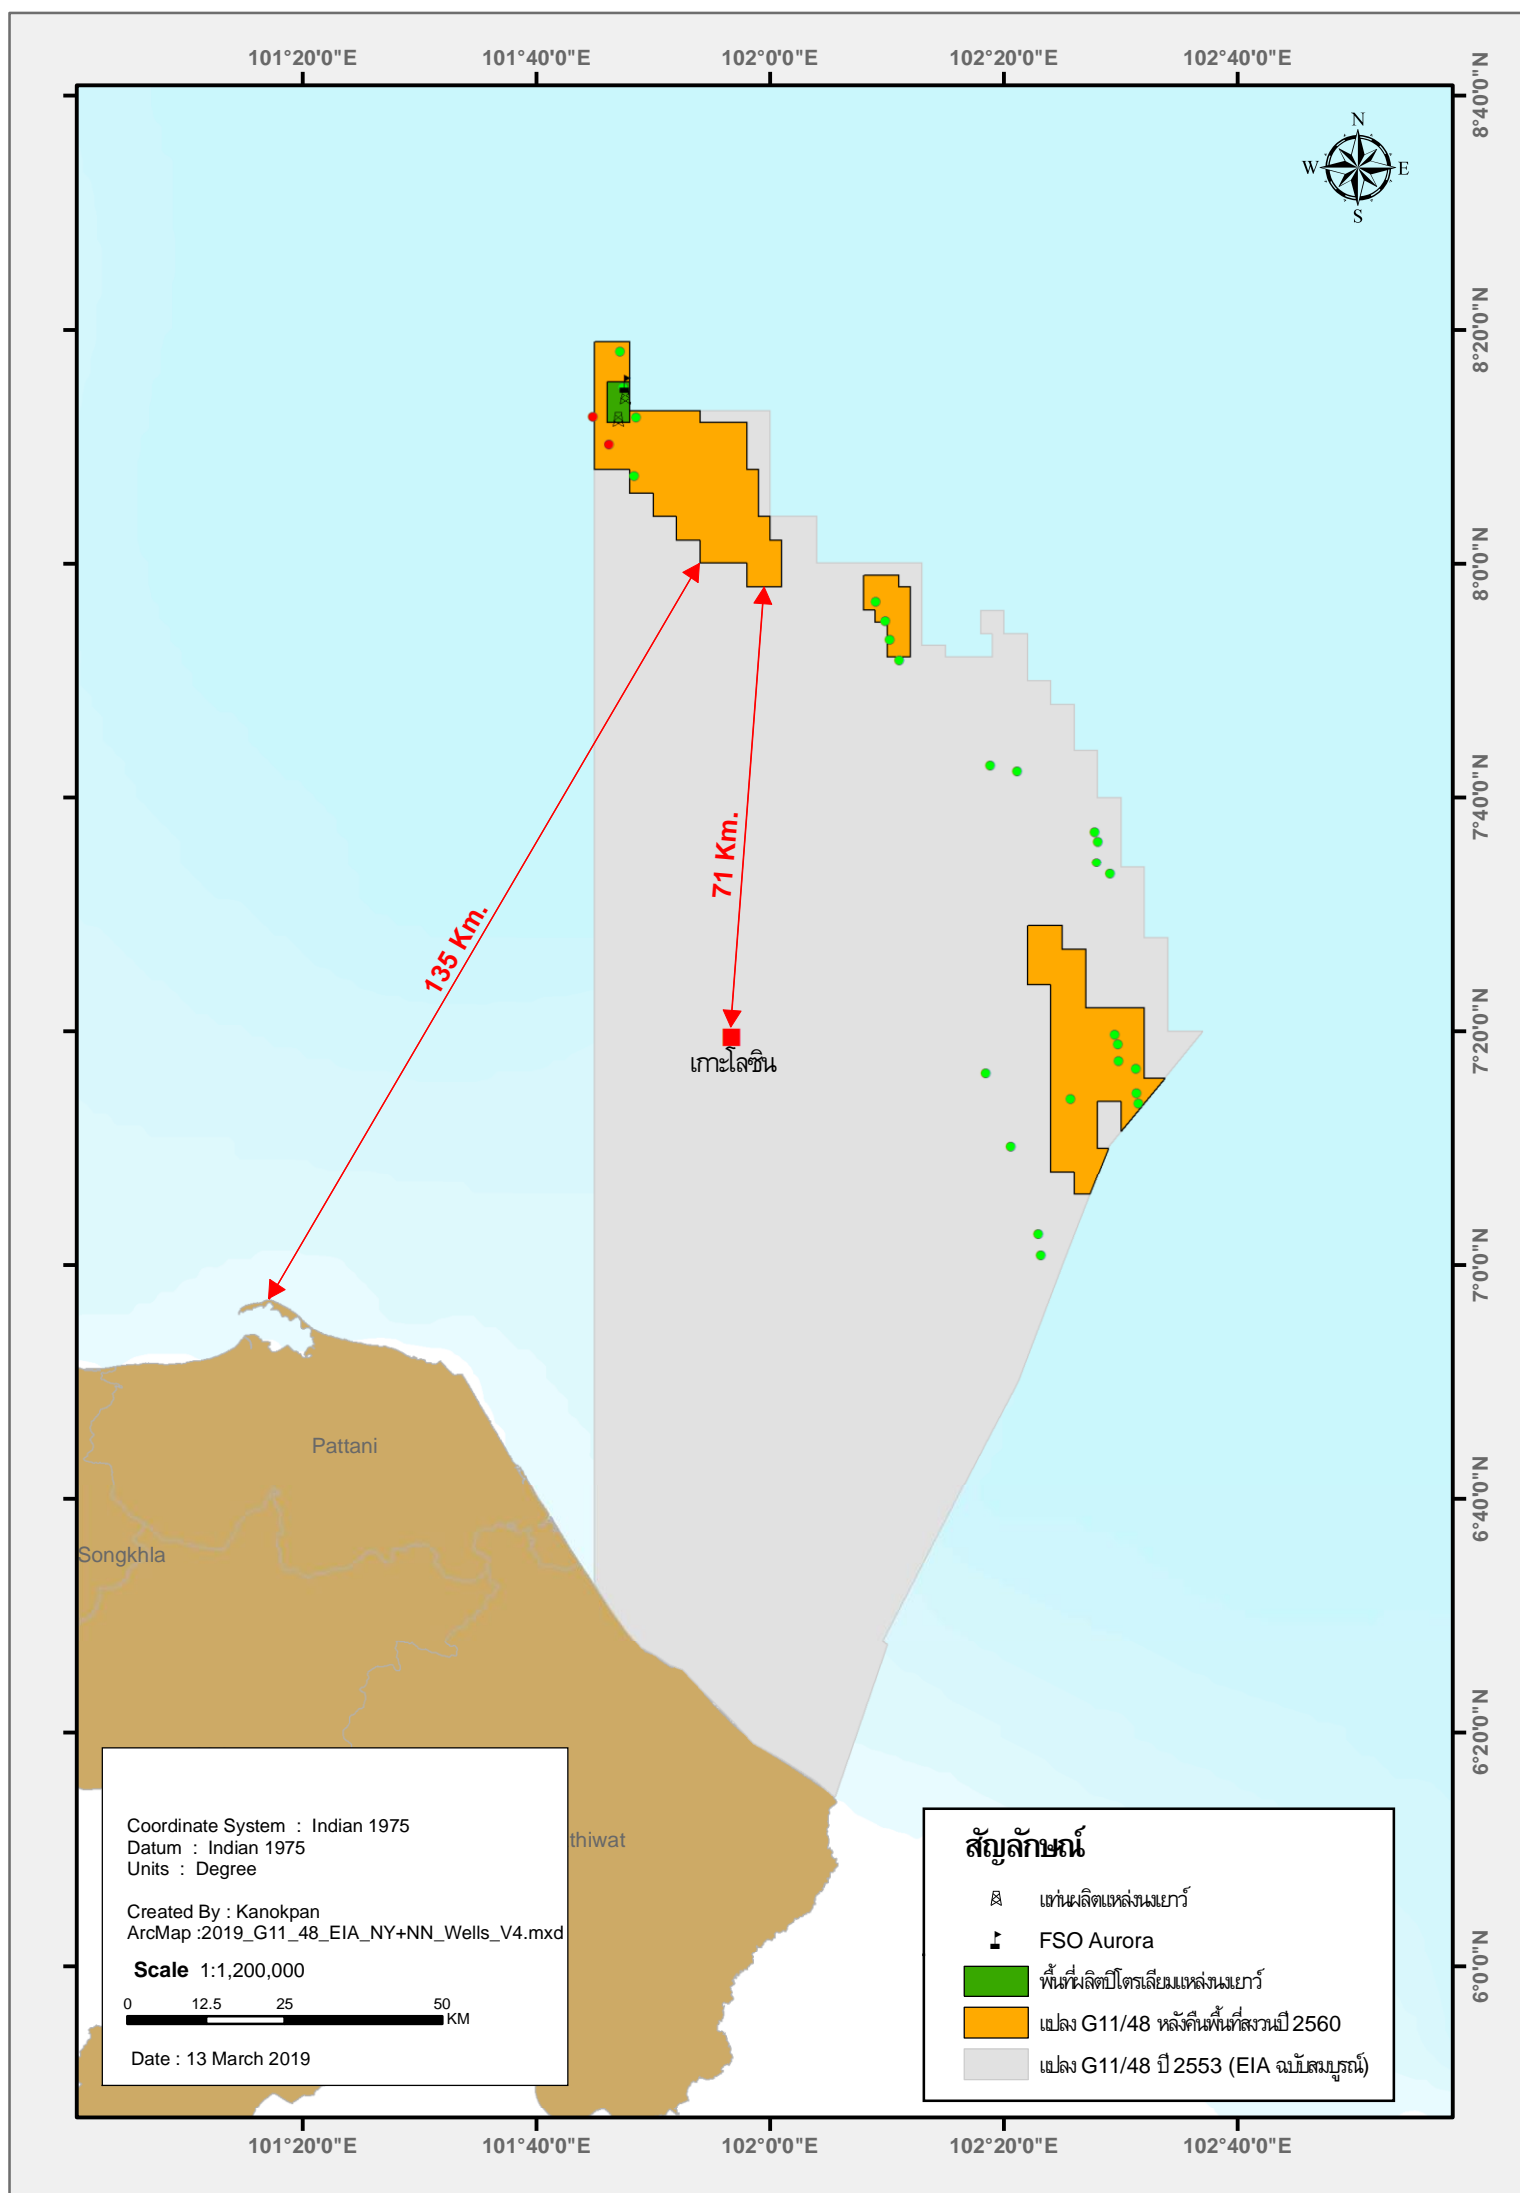 101°20'0"E 101°40'0"E 102°0'0"E 102°20'0"E 102°40'0"E
8°40'0"N
N
W E
S
8°20'0"N
8°0'0"N
7°40'0"N
71 Km.
135 Km.
7°20'0"N
เกาะโลซิน
7°0'0"N
Pattani
6°40'0"N
Songkhla
6°20'0"N
thiwat
6°0'0"N
Coordinate System : Indian 1975
Datum : Indian 1975
Units : Degree
Created By : Kanokpan
ArcMap :2019_G11_48_EIA_NY+NN_Wells_V4.mxd
Scale 1:1,200,000
0 12.5 25 50
KM
Date : 13 March 2019
สัญลักษณ์
แท่นผลิตแหล่งนงเยาว์
FSO Aurora
พื้นที่ผลิตปิโตรเลียมแหล่งนงเยาว์
แปลง G11/48 หลังคืนพื้นที่สงวนปี 2560
แปลง G11/48 ปี 2553 (EIA ฉบับสมบูรณ์)
101°20'0"E 101°40'0"E 102°0'0"E 102°20'0"E 102°40'0"E